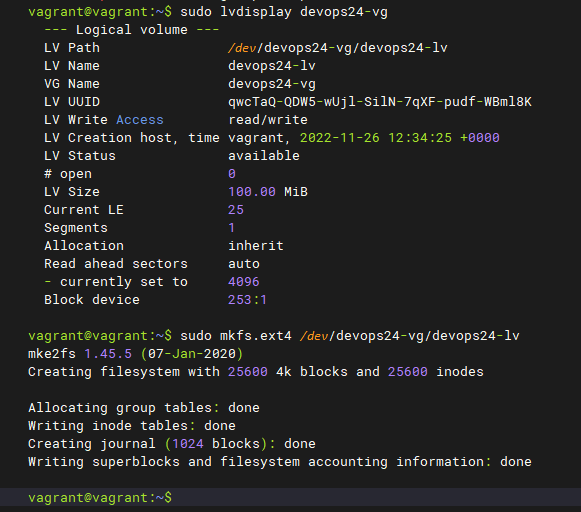 vagrant@vagrant:~$ sudo lvdisplay devops24-vg
--- Logical volume ---
LV Path /dev/devops24-vg/devops24-lv
LV Name devops24-lv
VG Name devops24-vg
LV UUID qwcTaQ-QDW5-wUjl-SilN-7qXF-pudf-WBml8K
LV Write Access read/write
LV Creation host, time vagrant, 2022-11-26 12:34:25 +0000
LV Status available
# open 0
LV Size 100.00 MiB
Current LE 25
Segments 1
Allocation inherit
Read ahead sectors auto
- currently set to 4096
Block device 253:1
vagrant@vagrant:~$ sudo mkfs.ext4 /dev/devops24-vg/devops24-lv
mke2fs 1.45.5 (07-Jan-2020)
Creating filesystem with 25600 4k blocks and 25600 inodes
Allocating group tables: done
Writing inode tables: done
Creating journal (1024 blocks): done
Writing superblocks and filesystem accounting information: done
vagrant@vagrant:~$